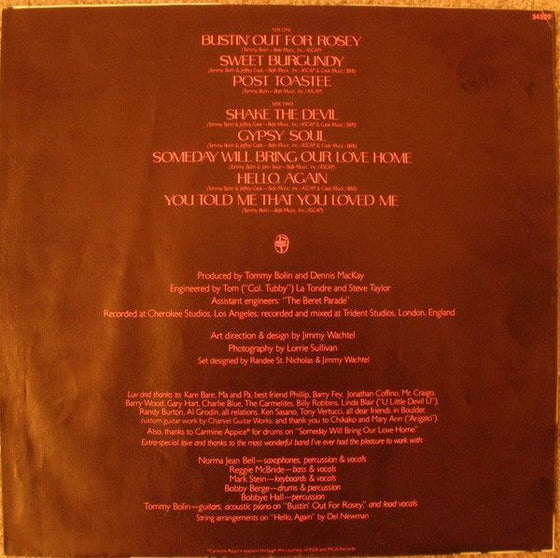 34329
SIDE ONE
BUSTIN' OUT FOR ROSEY
(Tommy Bolin — Bolin Music, Inc./ASCAP)
SWEET BURGUNDY
(Tommy Bolin & Jeffrey Cook — Bolin Music, Inc./ASCAP & Cook Music/BMI)
POST TOASTEE
(Tommy Bolin — Bolin Music, Inc./ASCAP)
SIDE TWO
SHAKE THE DEVIL
(Tommy Bolin & Jeffrey Cook — Bolin Music, Inc./ASCAP & Cook Music/BMI)
GYPSY SOUL
(Tommy Bolin & Jeffrey Cook — Bolin Music, Inc./ASCAP & Cook Music/BMI)
SOMEDAY WILL BRING OUR LOVE HOME
(Tommy Bolin & John Tesar — Bolin Music, Inc./ASCAP)
HELLO, AGAIN
(Tommy Bolin & Jeffrey Cook — Bolin Music, Inc./ASCAP & Cook Music/BMI)
YOU TOLD ME THAT YOU LOVED ME
(Tommy Bolin — Bolin Music, Inc./ASCAP)
Produced by Tommy Bolin and Dennis MacKay
Engineered by Tom ("Col. Tubby") La Tondre and Steve Taylor
Assistant engineers: "The Beret Parade"
Recorded at Cherokee Studios, Los Angeles; recorded and mixed at Trident Studios, London, England
Art direction & design by Jimmy Wachtel
Photography by Lorrie Sullivan
Set designed by Randee St. Nicholas & Jimmy Wachtel
Luv and thanks to: Kare Bare, Ma and Pa, best friend Phillip, Barry Fey, Jonathan Coffino, Mr. Craigo,
Barry Wood, Gary Hart, Charlie Blue, The Carmelites, Billy Robbins, Linda Blair ("U Little Devil U"),
Randy Burton, Al Grodin, all relations, Ken Sasano, Tony Vertucci, all dear friends in Boulder,
custom guitar work by Charvel Guitar Works, and thank you to Chikako and Mary Ann ("Arigato").
Also, thanks to Carmine Appice* for drums on "Someday Will Bring Our Love Home."
Extra-special love and thanks to the most wonderful band I've ever had the pleasure to work with:
Norma Jean Bell—saxophones, percussion & vocals
Reggie McBride—bass & vocals
Mark Stein—keyboards & vocals
Bobby Berge—drums & percussion
Bobbye Hall—percussion
Tommy Bolin—guitars, acoustic piano on "Bustin' Out For Rosey," and lead vocals
String arrangements on "Hello, Again" by Del Newman
*Carmine Appice appears through the courtesy of RCA and MCA Records